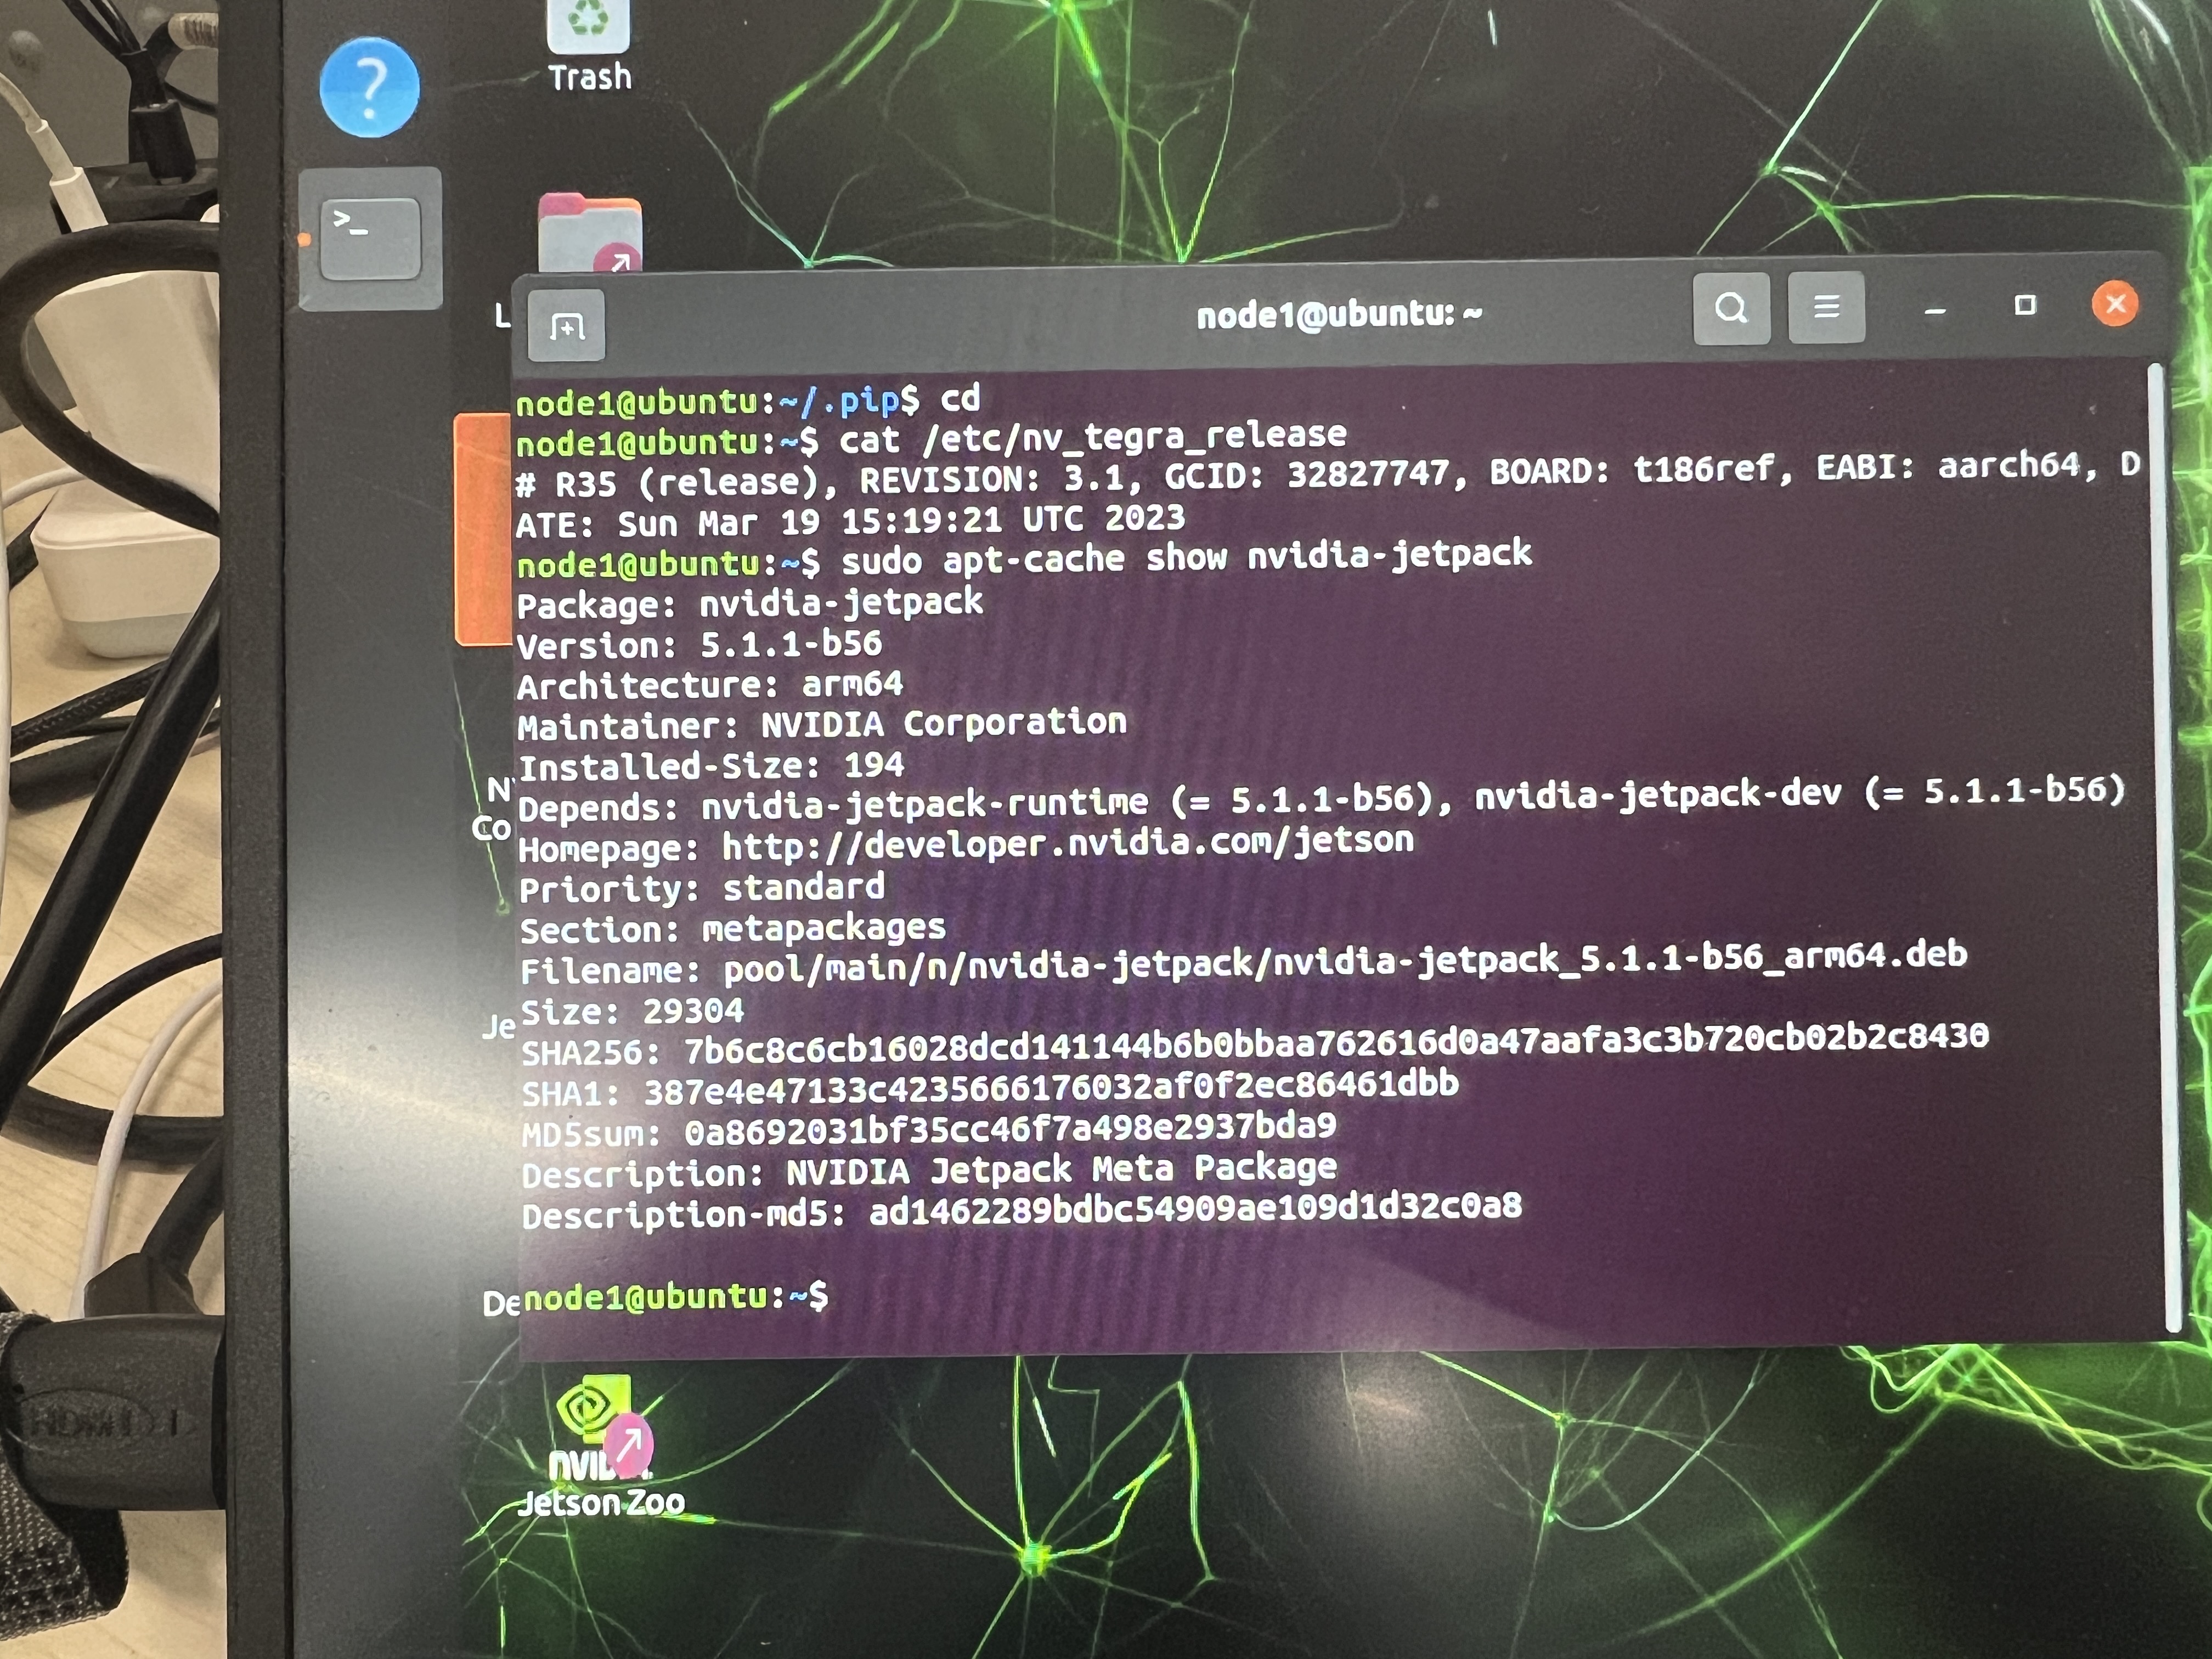 Trash
L
node1@ubuntu: ~
node1@ubuntu:~/.pip$ cd
node1@ubuntu:~$ cat /etc/nv_tegra_release
# R35 (release), REVISION: 3.1, GCID: 32827747, BOARD: t186ref, EABI: aarch64, D
ATE: Sun Mar 19 15:19:21 UTC 2023
node1@ubuntu:~$ sudo apt-cache show nvidia-jetpack
Package: nvidia-jetpack
Version: 5.1.1-b56
Architecture: arm64
Maintainer: NVIDIA Corporation
Installed-Size: 194
Depends: nvidia-jetpack-runtime (= 5.1.1-b56), nvidia-jetpack-dev (= 5.1.1-b56)
Homepage: http://developer.nvidia.com/jetson
Priority: standard
Section: metapackages
Filename: pool/main/n/nvidia-jetpack/nvidia-jetpack_5.1.1-b56_arm64.deb
Size: 29304
SHA256: 7b6c8c6cb16028dcd141144b6b0bbaa762616d0a47aafa3c3b720cb02b2c8430
SHA1: 387e4e47133c4235666176032af0f2ec86461dbb
MD5sum: 0a8692031bf35cc46f7a498e2937bda9
Description: NVIDIA Jetpack Meta Package
Description-md5: ad1462289bdbc54909ae109d1d32c0a8
node1@ubuntu:~$
Co
Je
De
Jetson Zoo
HDMI